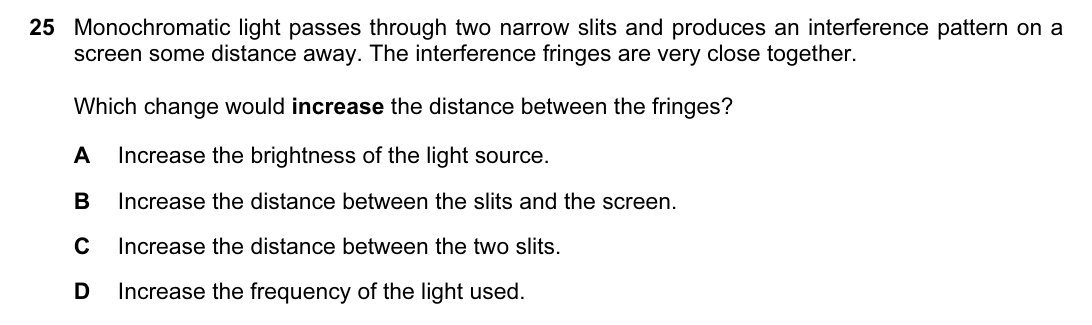 25 Monochromatic light passes through two narrow slits and produces an interference pattern on a
screen some distance away. The interference fringes are very close together.
Which change would increase the distance between the fringes?
A Increase the brightness of the light source.
B Increase the distance between the slits and the screen.
C Increase the distance between the two slits.
D Increase the frequency of the light used.